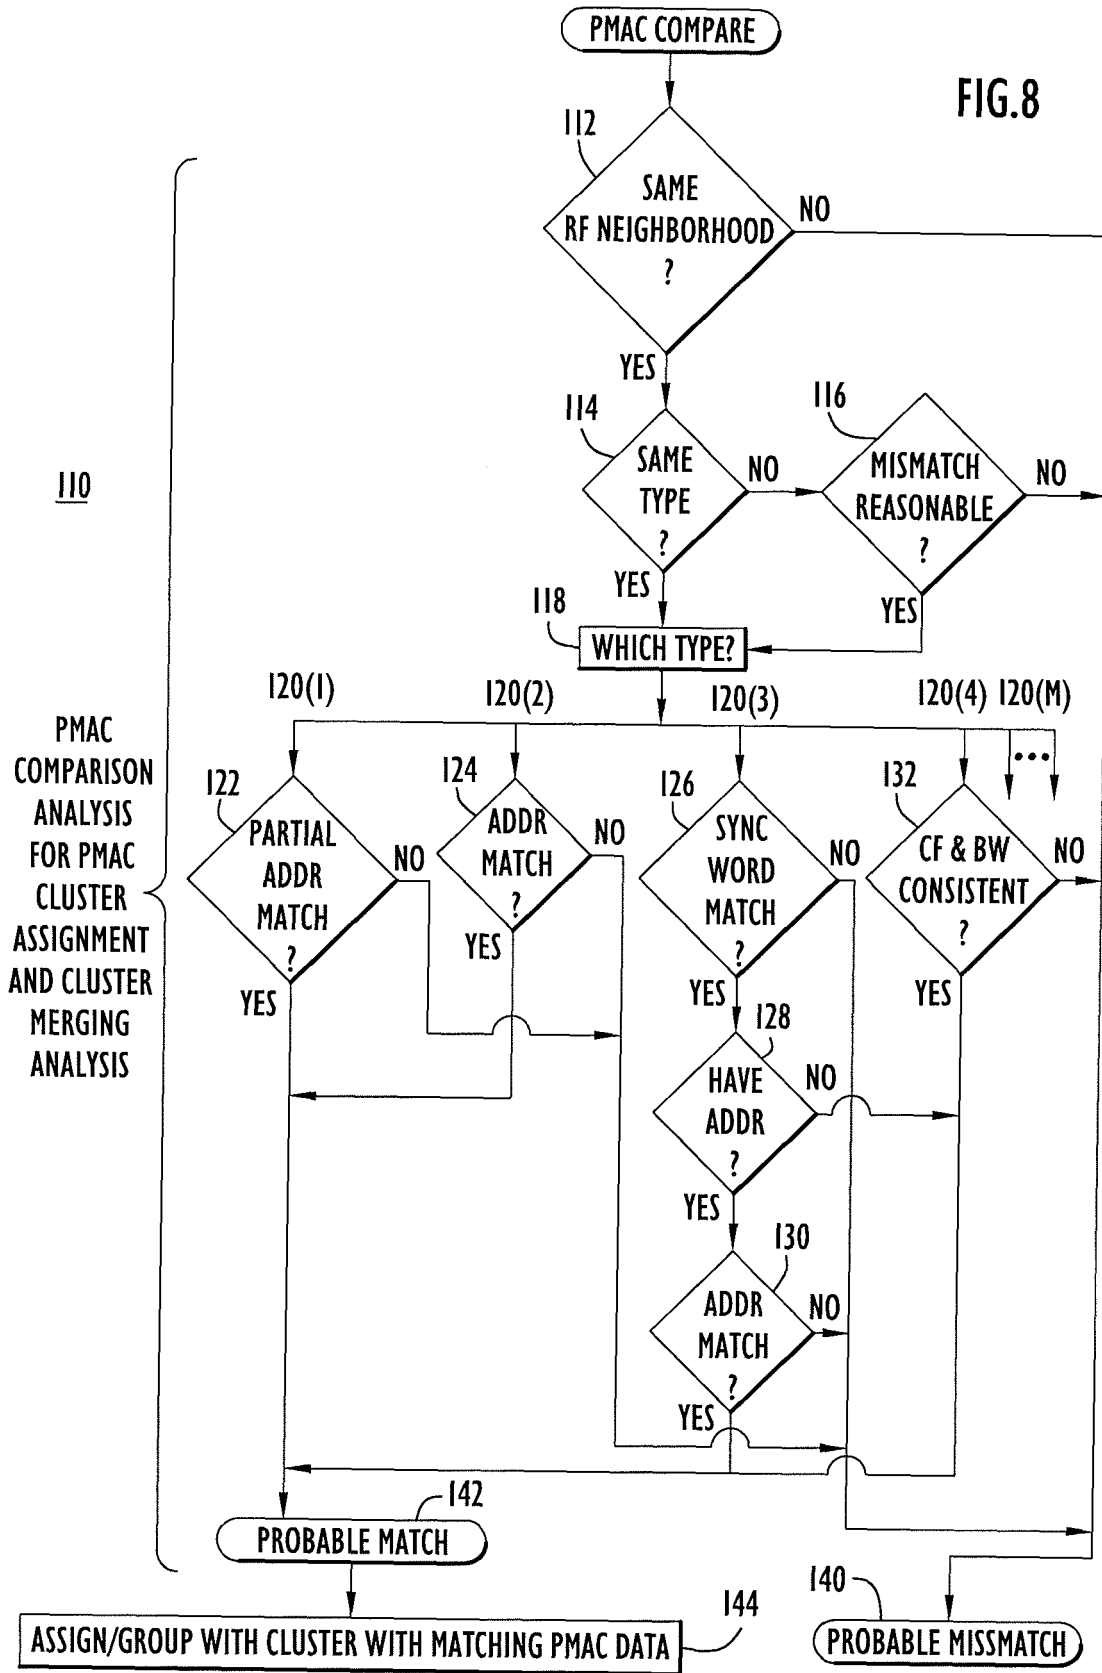 PMAC COMPARE
FIG.8
112
SAME
RF NEIGHBORHOOD
?
NO
YES
114
SAME
TYPE
?
NO
YES
116
MISMATCH
REASONABLE
?
NO
YES
110
118
WHICH TYPE?
120(1)
120(2)
120(3)
120(4)
120(M)
PMAC
COMPARISON
ANALYSIS
FOR PMAC
CLUSTER
ASSIGNMENT
AND CLUSTER
MERGING
ANALYSIS
122
PARTIAL
ADDR
MATCH
?
NO
YES
124
ADDR
MATCH
?
NO
YES
126
SYNC
WORD
MATCH
?
NO
YES
132
CF & BW
CONSISTENT
?
NO
YES
128
HAVE
ADDR
?
NO
YES
130
ADDR
MATCH
?
NO
YES
142
PROBABLE MATCH
144
ASSIGN/GROUP WITH CLUSTER WITH MATCHING PMAC DATA
140
PROBABLE MISSMATCH